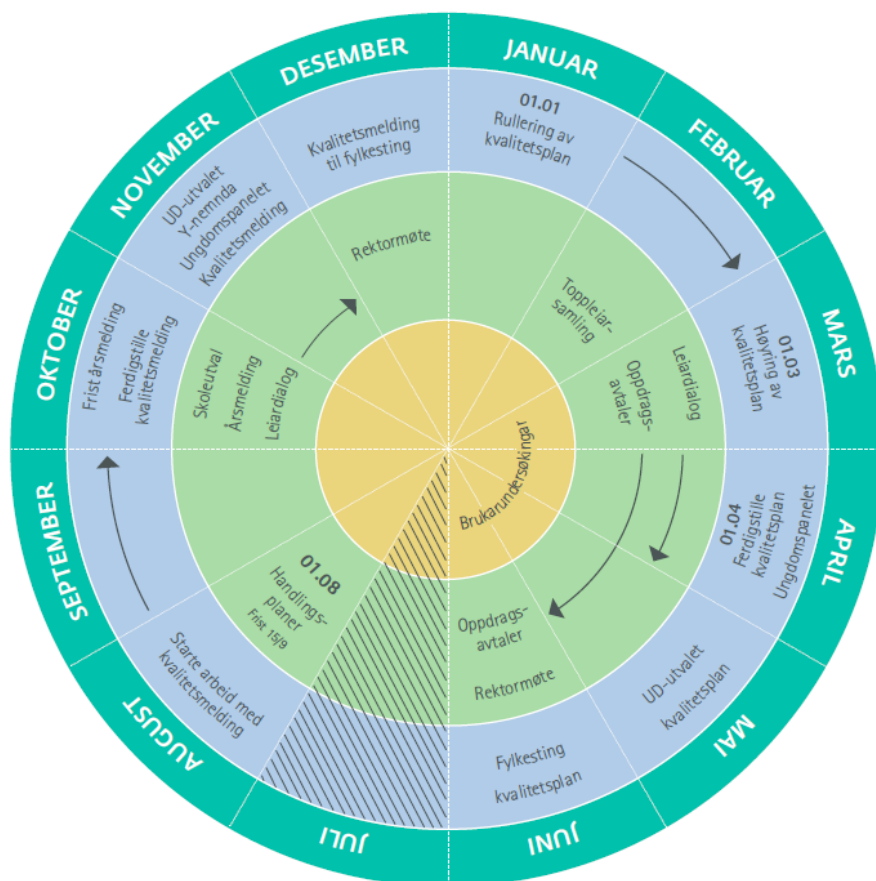 JANUAR
FEBRUAR
MARS
APRIL
MAI
JUNI
JULI
AUGUST
SEPTEMBER
OKTOBER
NOVEMBER
DESEMBER
01.01
Rullering av
kvalitetsplan
01.03
Høyring av
kvalitetsplan
01.04
Ferdigstille
kvalitetsplan
Ungdomspanelet
UD-utvalet
kvalitetsplan
Fylkesting
kvalitetsplan
Starte arbeid med
kvalitetsmelding
Frist årsmelding
Ferdigstille
kvalitetsmelding
UD-utvalet
Y-nemnda
Ungdomspanelet
Kvalitetsmelding
Kvalitetsmelding
til fylkesting
Toppleiar-
samling
Leiardialog
Oppdrags-
avtaler
Oppdrags-
avtaler
Rektormøte
01.08
Handlings-
planer
Frist 15/9
Skoleutval
Årsmelding
Leiardialog
Rektormøte
Brukarundersøkingar